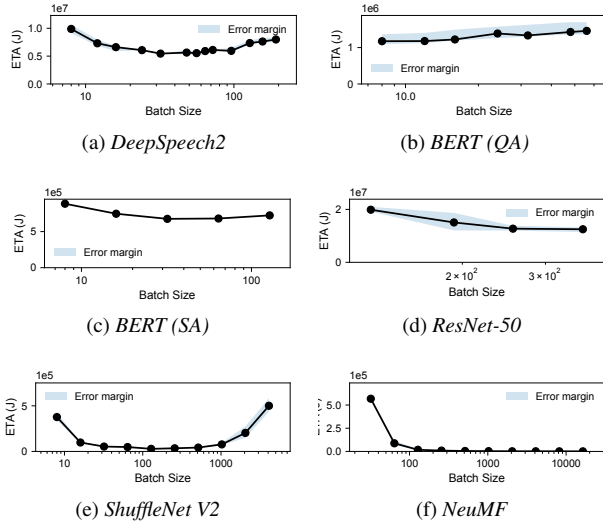 1e7
1.0
0.5
0.0
ETA (J)
Error margin
10
100
Batch Size
(a) DeepSpeech2
1e6
1
0
ETA (J)
Error margin
10.0
Batch Size
(b) BERT (QA)
1e5
5
0
ETA (J)
Error margin
10
100
Batch Size
(c) BERT (SA)
1e7
2
0
ETA (J)
Error margin
2 × 10²
3 × 10²
Batch Size
(d) ResNet-50
1e5
5
0
ETA (J)
Error margin
10
100
1000
Batch Size
(e) ShuffleNet V2
1e5
5.0
2.5
0.0
ETA (J)
Error margin
100
1000
10000
Batch Size
(f) NeuMF